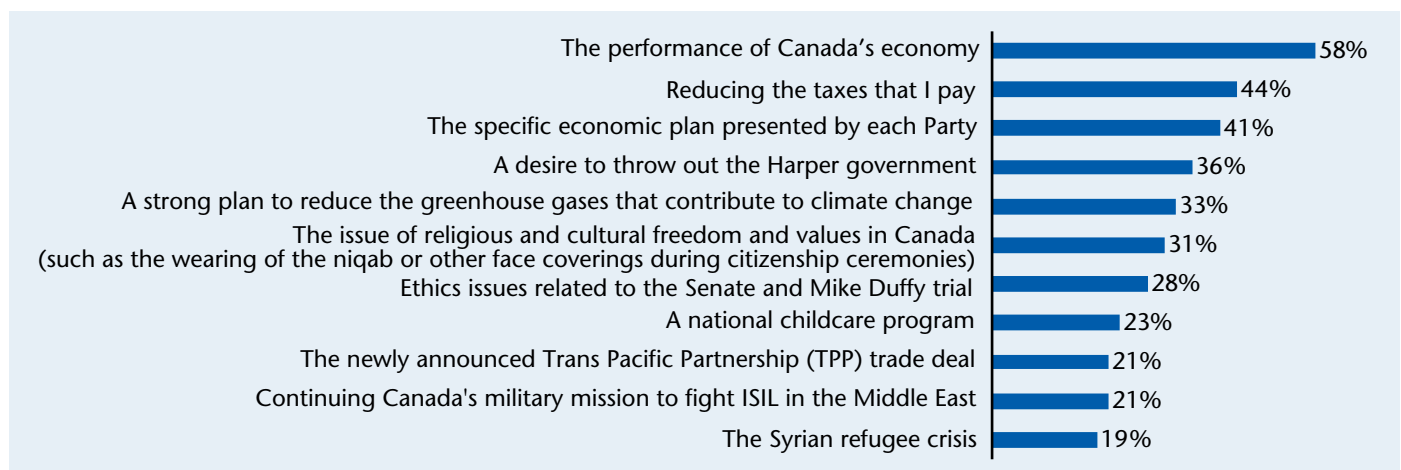 The performance of Canada’s economy 58%
Reducing the taxes that I pay 44%
The specific economic plan presented by each Party 41%
A desire to throw out the Harper government 36%
A strong plan to reduce the greenhouse gases that contribute to climate change 33%
The issue of religious and cultural freedom and values in Canada
(such as the wearing of the niqab or other face coverings during citizenship ceremonies) 31%
Ethics issues related to the Senate and Mike Duffy trial 28%
A national childcare program 23%
The newly announced Trans Pacific Partnership (TPP) trade deal 21%
Continuing Canada's military mission to fight ISIL in the Middle East 21%
The Syrian refugee crisis 19%